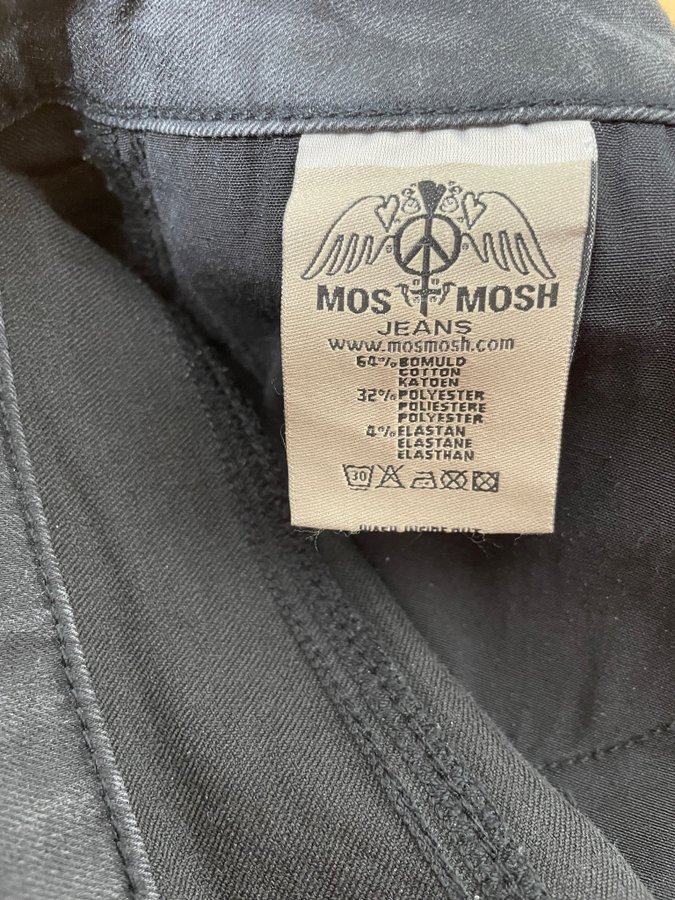 MOS MOSH
JEANS
www.mosmosh.com
64% BOMULD
COTTON
KATOEN
32% POLYESTER
POLIESTERE
POLYESTER
4% ELASTAN
ELASTANE
ELASTHAN
30
WASH INSIDE OUT